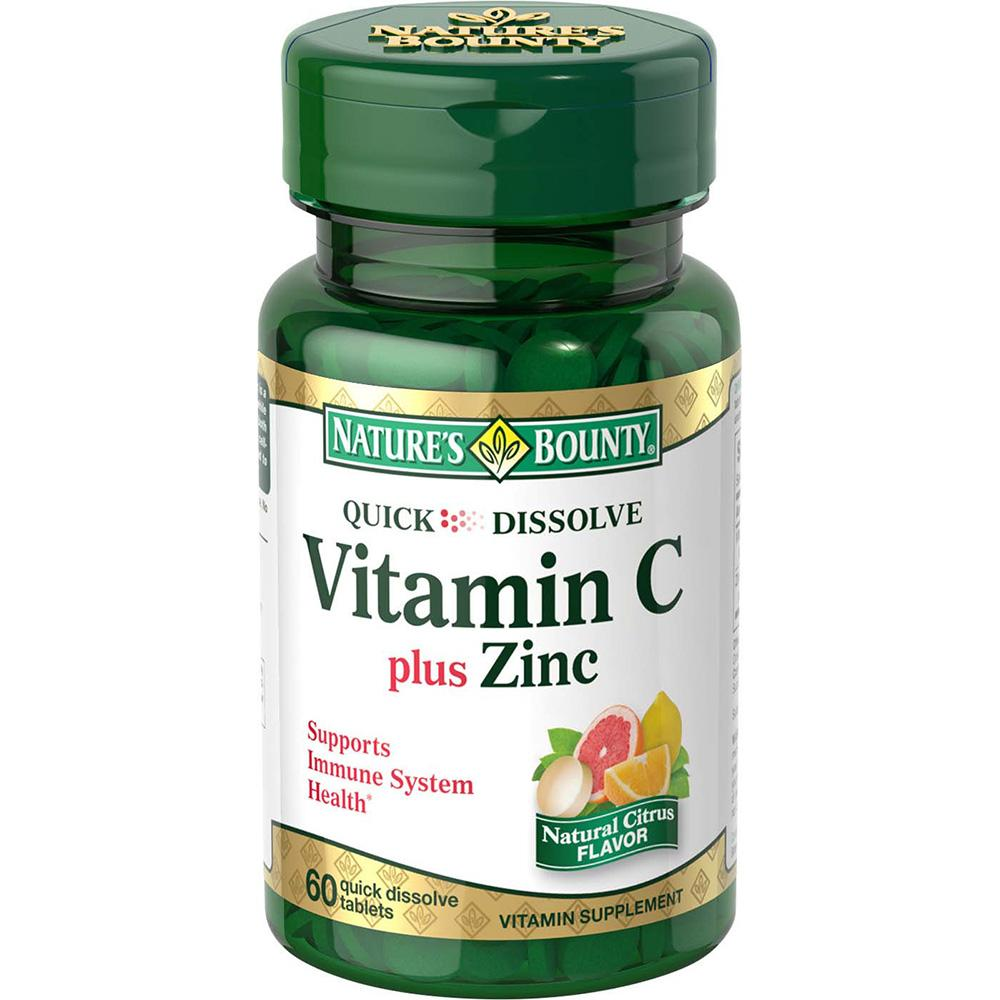 NATURE'S
BOUNTY
NATURE'S BOUNTY®
QUICK DISSOLVE
Vitamin C
plus Zinc
Supports
Immune System
Health*
Natural Citrus
FLAVOR
60 quick dissolve
tablets
VITAMIN SUPPLEMENT